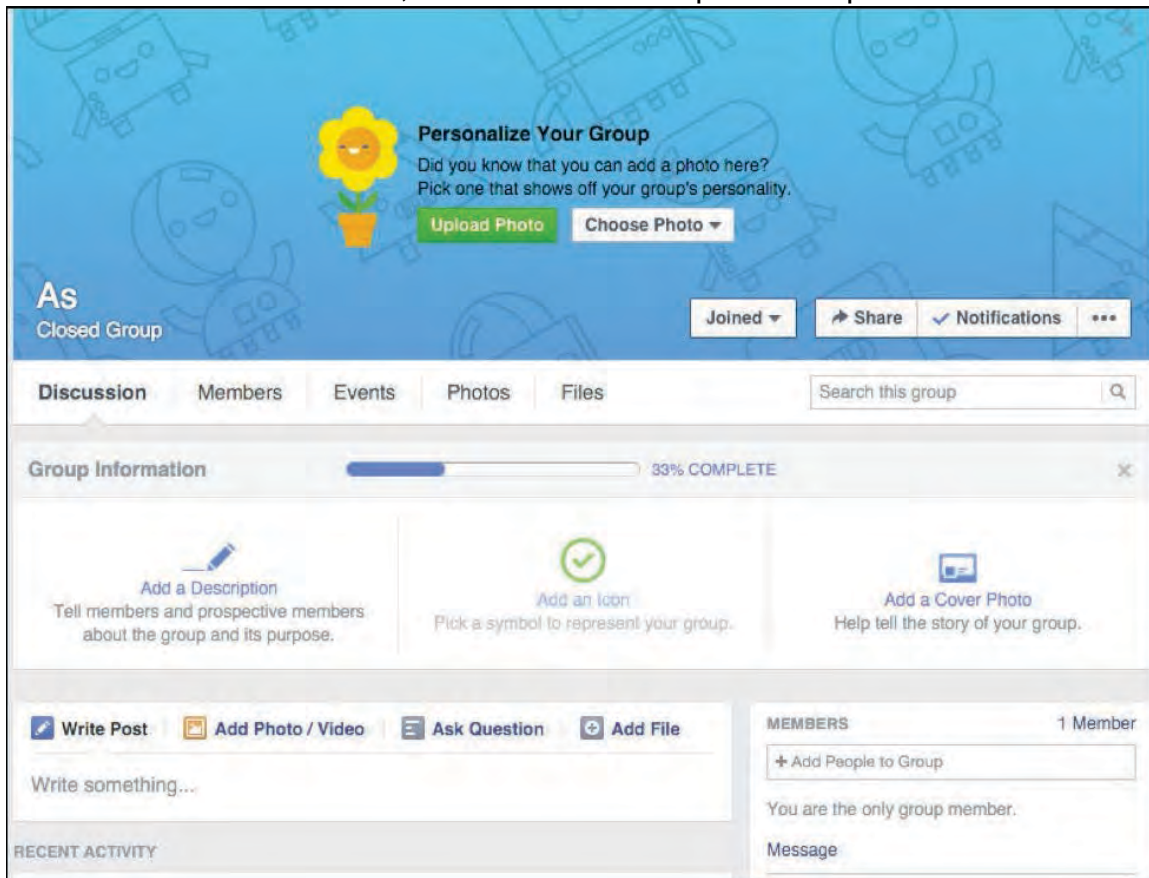 Personalize Your Group
Did you know that you can add a photo here?
Pick one that shows off your group's personality.
Upload Photo
Choose Photo
As
Closed Group
Joined
Share
Notifications
Discussion
Members
Events
Photos
Files
Search this group
Group Information
33% COMPLETE
Add a Description
Tell members and prospective members
about the group and its purpose.
Add an Icon
Pick a symbol to represent your group.
Add a Cover Photo
Help tell the story of your group.
Write Post
Add Photo / Video
Ask Question
Add File
Write something...
RECENT ACTIVITY
MEMBERS
1 Member
+ Add People to Group
You are the only group member.
Message